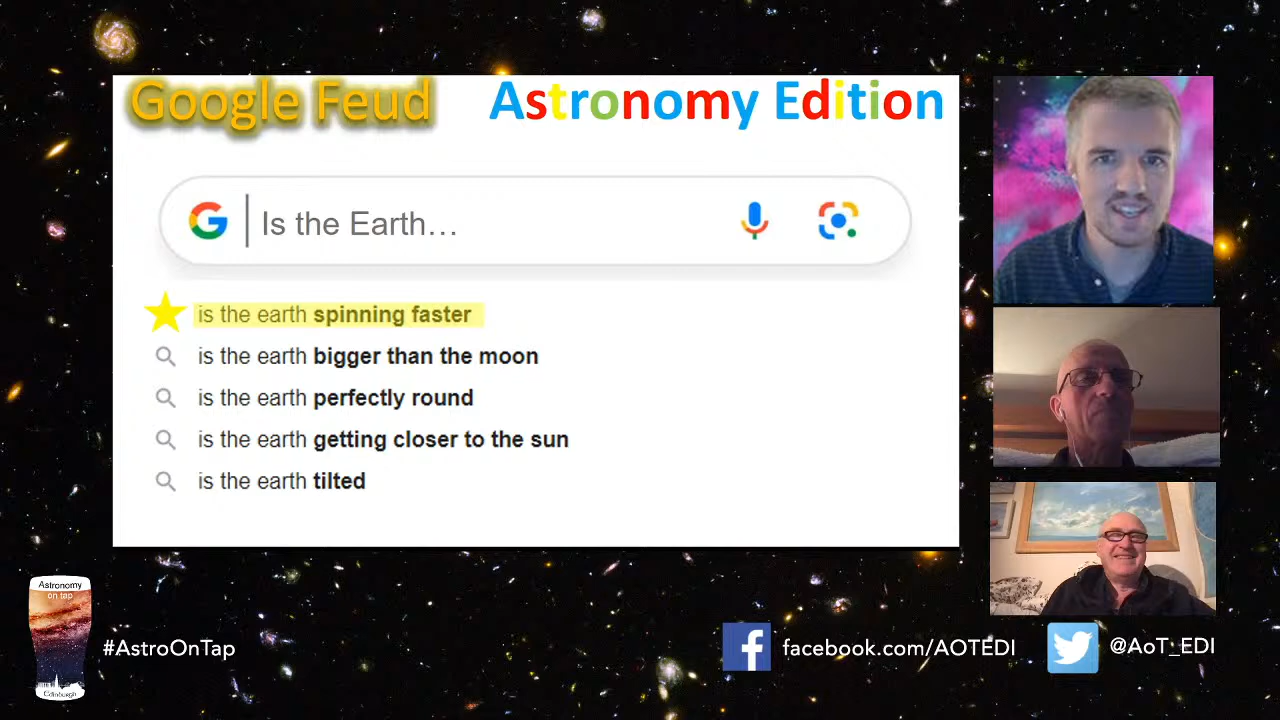 Google Feud Astronomy Edition
G Is the Earth…
is the earth spinning faster
is the earth bigger than the moon
is the earth perfectly round
is the earth getting closer to the sun
is the earth tilted
Astronomy
on tap
Edinburgh
#AstroOnTap
f facebook.com/AOTEDI
@AoT_EDI